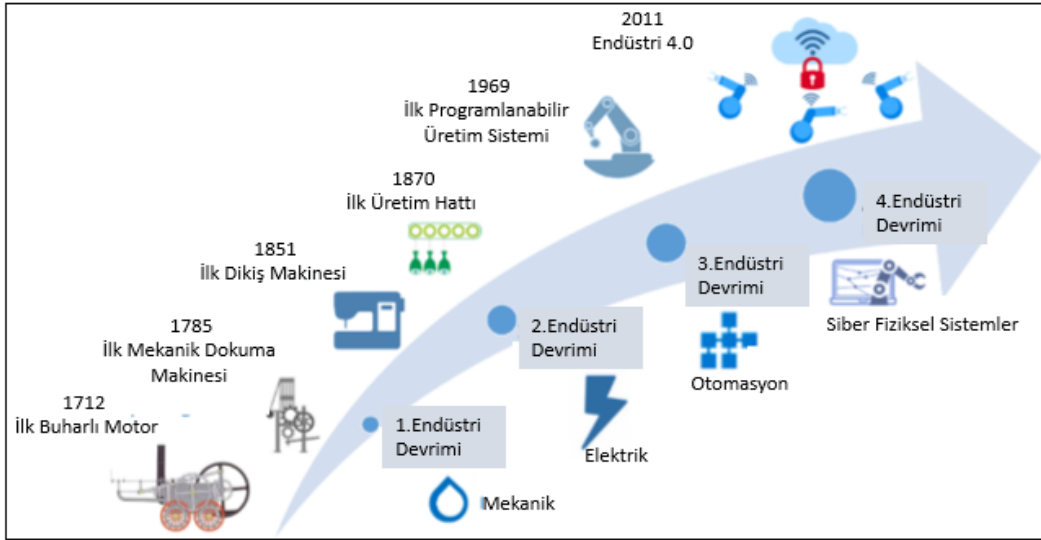 2011
Endüstri 4.0
1969
İlk Programlanabilir
Üretim Sistemi
1870
İlk Üretim Hattı
1851
İlk Dikiş Makinesi
1785
İlk Mekanik Dokuma
Makinesi
1712
İlk Buharlı Motor
1.Endüstri
Devrimi
Mekanik
2.Endüstri
Devrimi
Elektrik
3.Endüstri
Devrimi
Otomasyon
4.Endüstri
Devrimi
Siber Fiziksel Sistemler